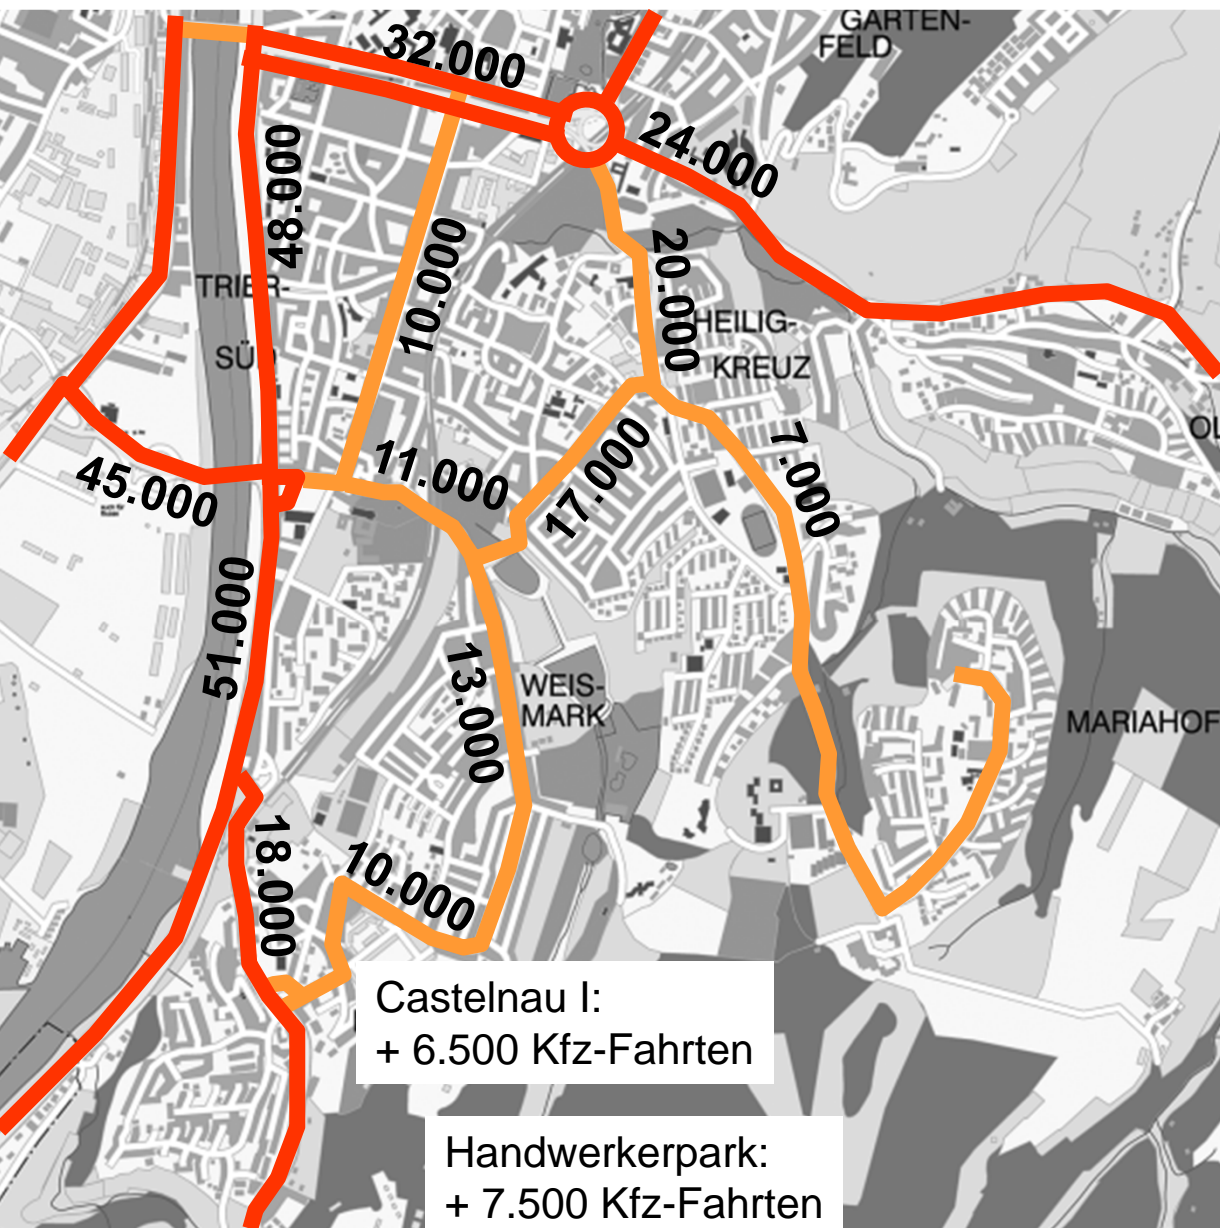 GARTEN-
FELD
32.000
24.000
48.000
10.000
20.000
TRIER-
SÜD
HEILIG-
KREUZ
OL
45.000
11.000
17.000
7.000
51.000
13.000
WEIS-
MARK
MARIAHOF
18.000
10.000
Castelnau I:
+ 6.500 Kfz-Fahrten
Handwerkerpark:
+ 7.500 Kfz-Fahrten